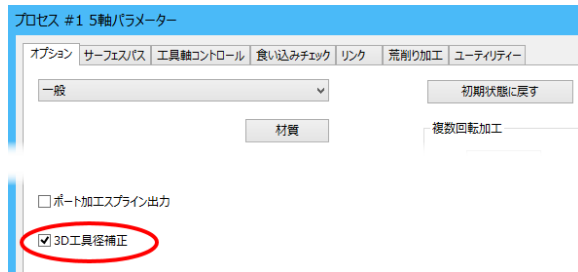 プロセス #1 5軸パラメーター
オプション サーフェスパス 工具軸コントロール 食い込みチェック リンク 荒削り加工 ユーティリティー
一般 初期状態に戻す
材質 複数回転加工
ポート加工スプライン出力
3D工具径補正